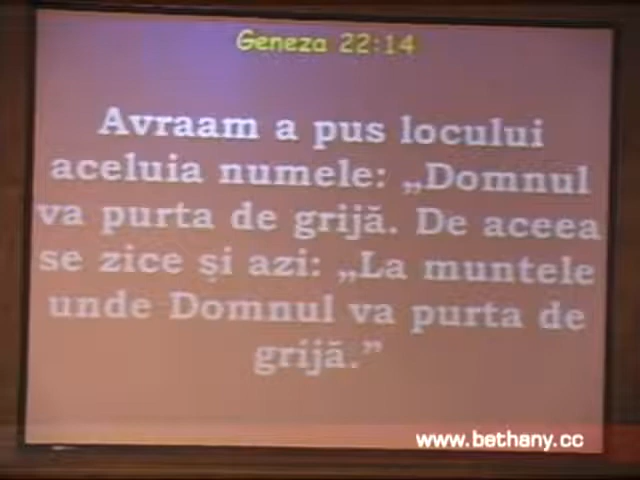 Geneza 22:14
Avraam a pus locului
aceluia numele: „Domnul
va purta de grijă. De aceea
se zice și azi: „La muntele
unde Domnul va purta de
grijă.”
www.bethany.cc